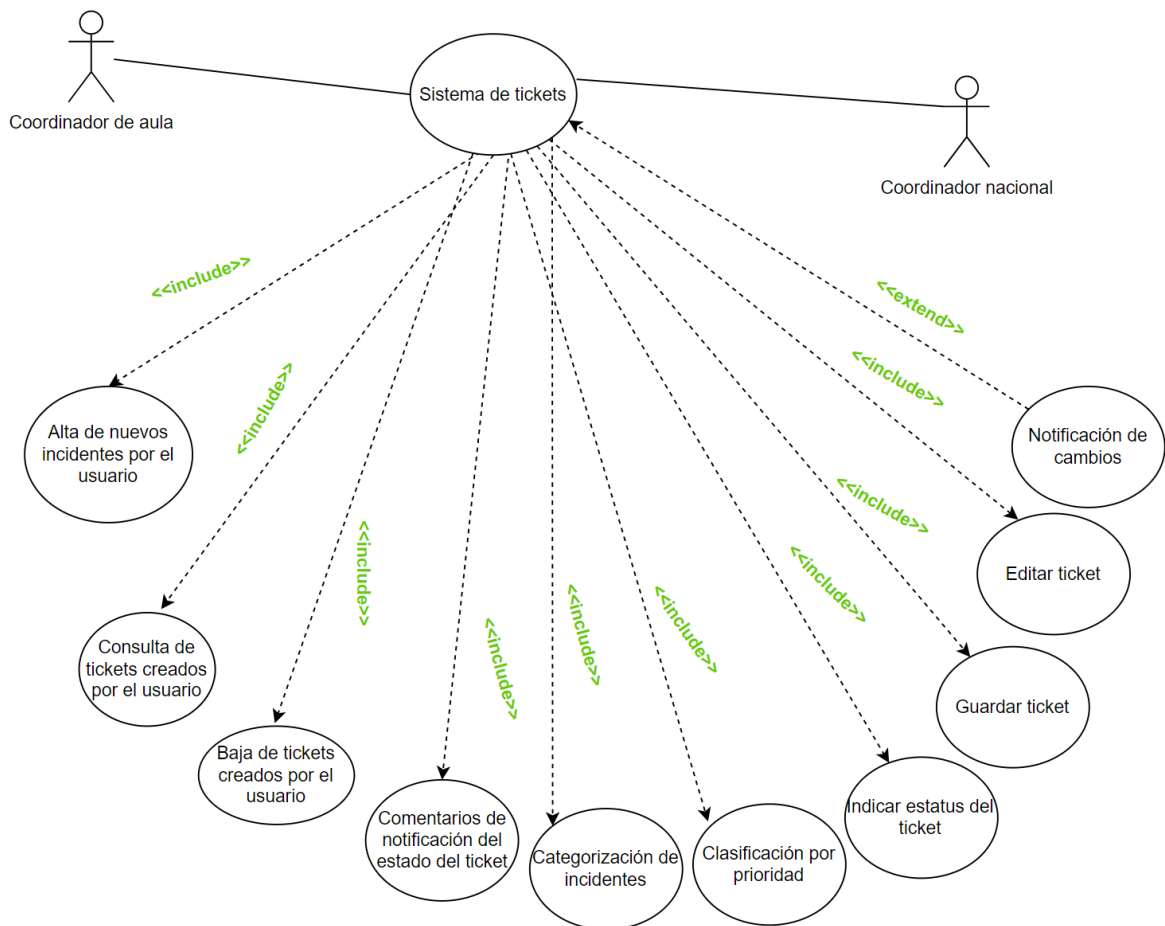 Sistema de tickets
Coordinador de aula
Coordinador nacional
<<include>>
<<extend>>
<<include>>
<<include>>
Alta de nuevos
incidentes por el
usuario
Notificación de
cambios
<<include>>
<<include>>
<<include>>
Editar ticket
<<include>>
<<include>>
<<include>>
Consulta de
tickets creados
por el usuario
Guardar ticket
Baja de tickets
creados por el
usuario
Indicar estatus del
ticket
Comentarios de
notificación del
estado del ticket
Categorización de
incidentes
Clasificación por
prioridad